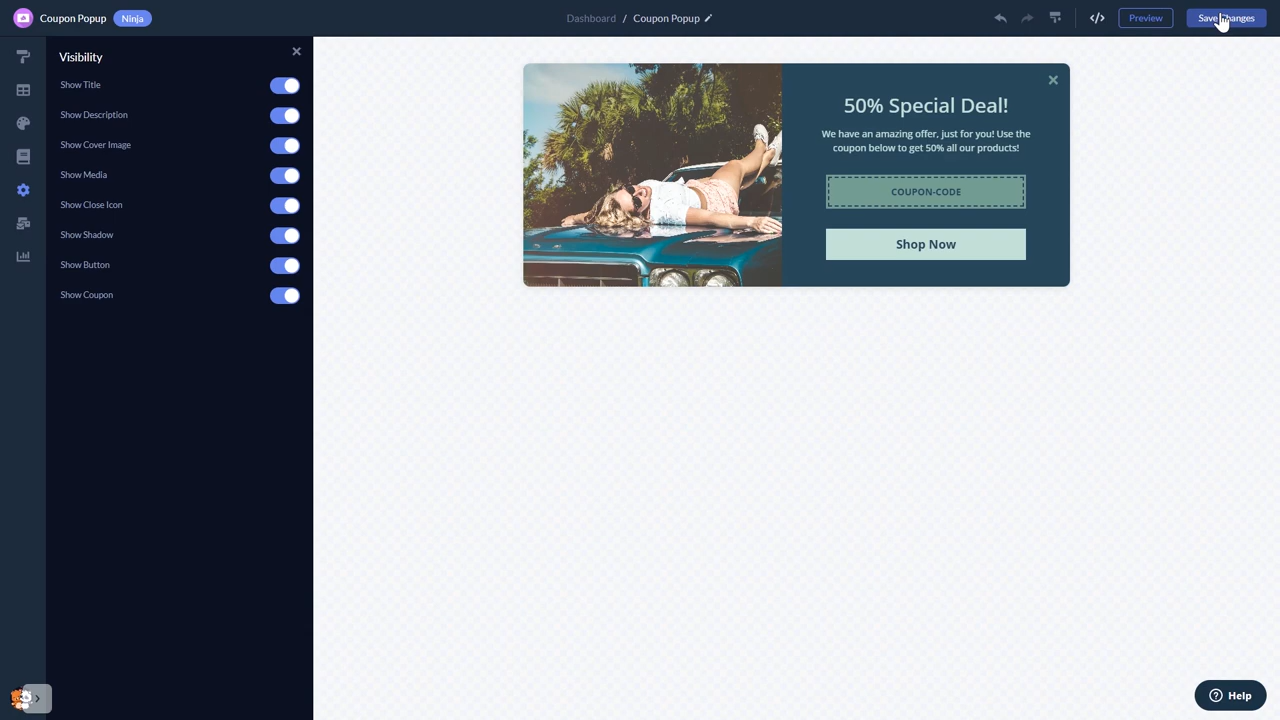 Coupon Popup Ninja
Dashboard / Coupon Popup
</> Preview Save Changes
Visibility
Show Title
Show Description
Show Cover Image
Show Media
Show Close Icon
Show Shadow
Show Button
Show Coupon
50% Special Deal!
We have an amazing offer, just for you! Use the
coupon below to get 50% all our products!
COUPON-CODE
Shop Now
Help